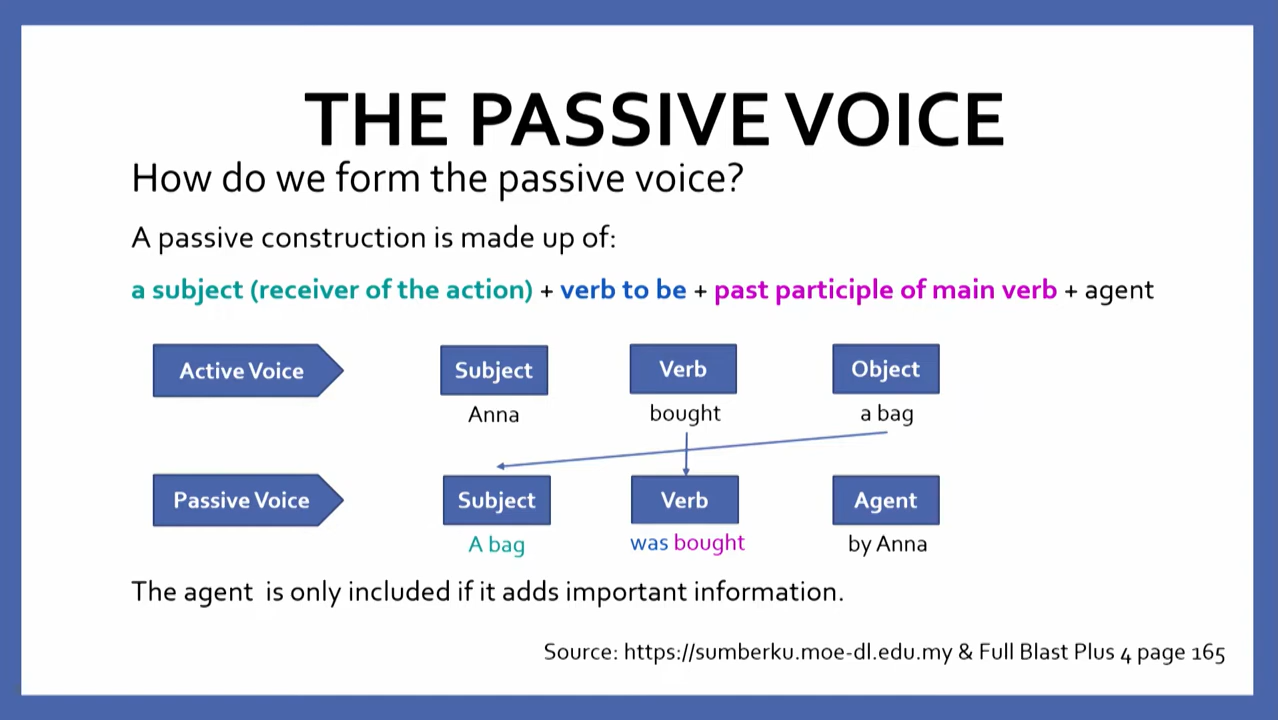 THE PASSIVE VOICE
How do we form the passive voice?
A passive construction is made up of:
a subject (receiver of the action) + verb to be + past participle of main verb + agent
Active Voice Subject Verb Object
Anna bought a bag
Passive Voice Subject Verb Agent
A bag was bought by Anna
The agent is only included if it adds important information.
Source: https://sumberku.moe-dl.edu.my & Full Blast Plus 4 page 165